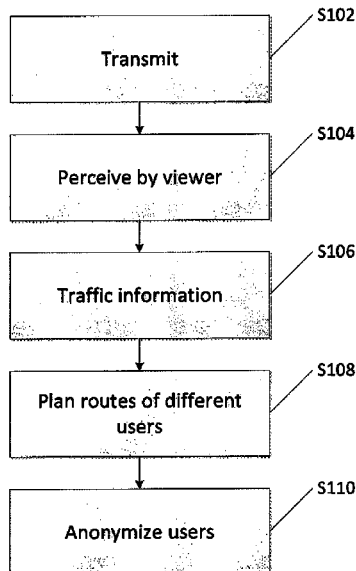 S102
Transmit
S104
Perceive by viewer
S106
Traffic information
S108
Plan routes of different
users
S110
Anonymize users